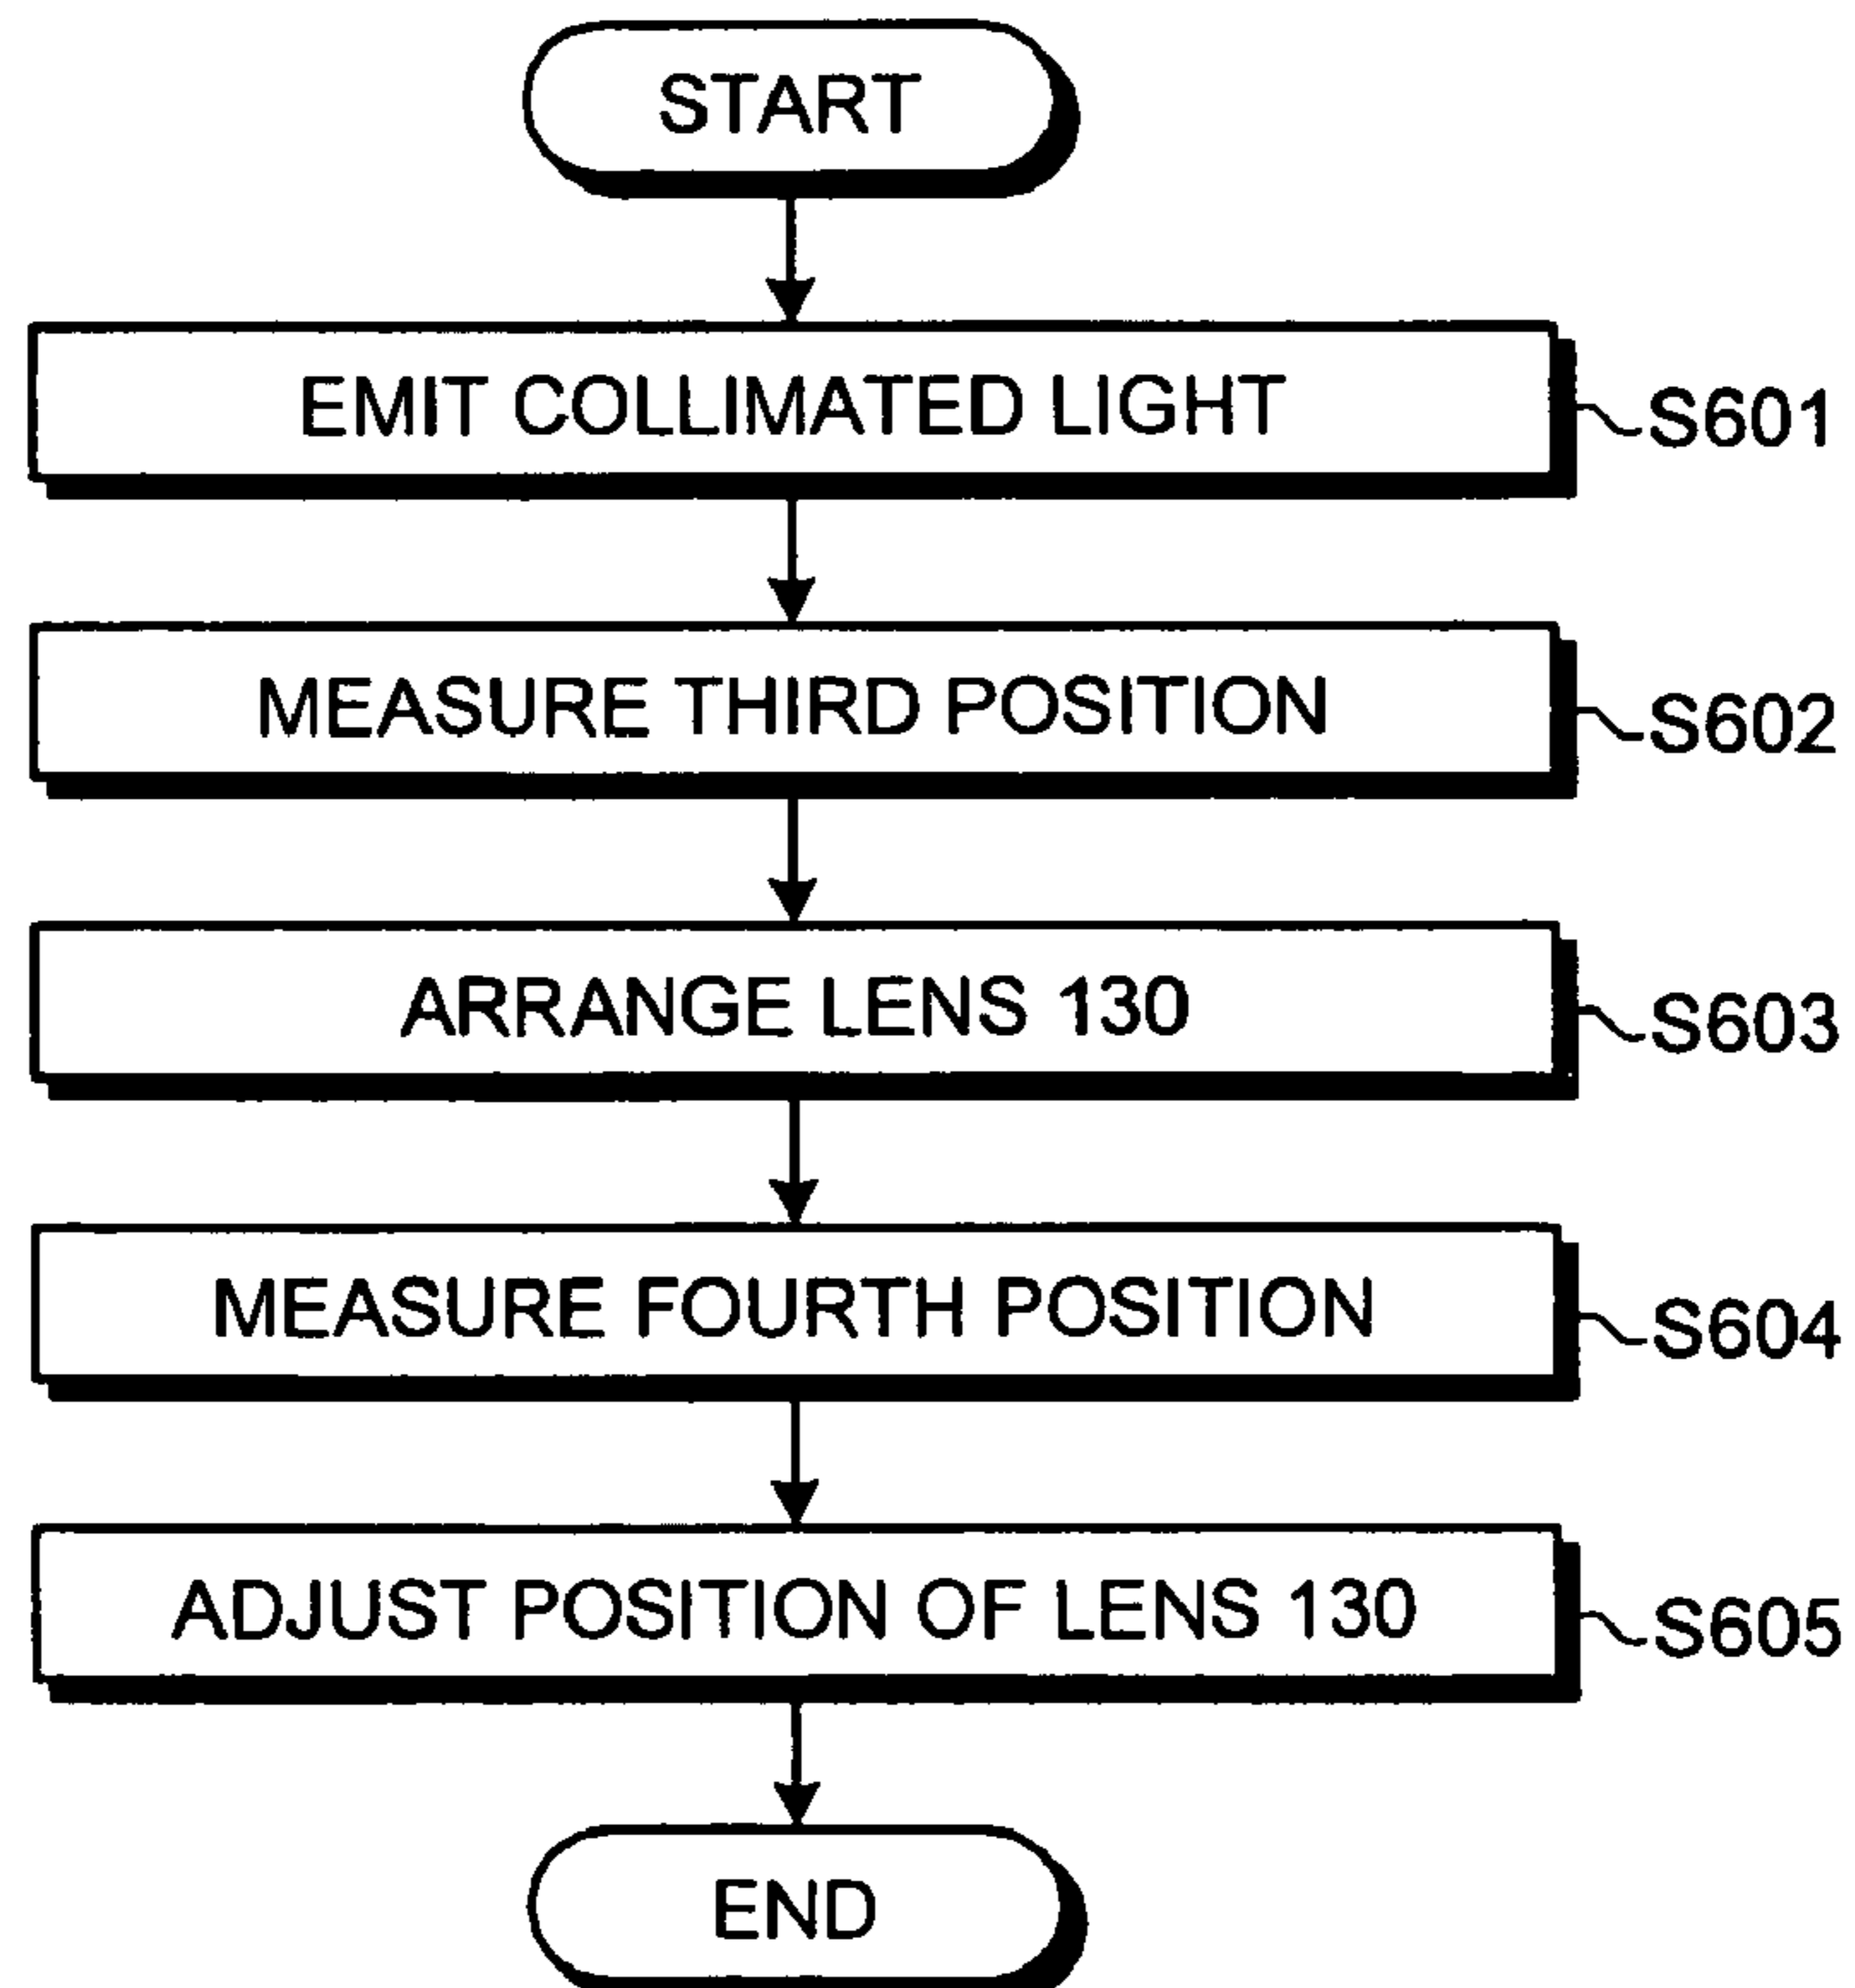 START
EMIT COLLIMATED LIGHT
S601
MEASURE THIRD POSITION
S602
ARRANGE LENS 130
S603
MEASURE FOURTH POSITION
S604
ADJUST POSITION OF LENS 130
S605
END